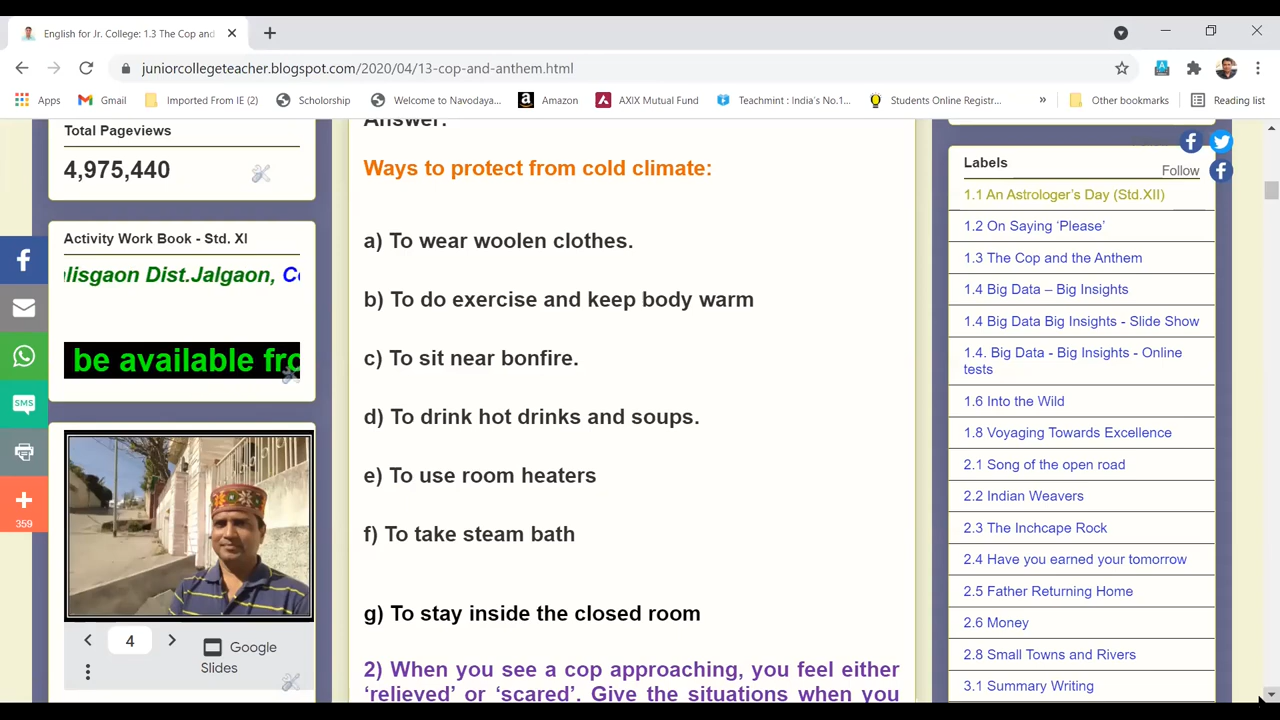 English for Jr. College: 1.3 The Cop and
juniorcollegeteacher.blogspot.com/2020/04/13-cop-and-anthem.html
Apps
Gmail
Imported From IE (2)
Scholorship
Welcome to Navodaya...
Amazon
AXIX Mutual Fund
Teachmint : India's No.1...
Students Online Registr...
»
Other bookmarks
Reading list
Total Pageviews
4,975,440
Activity Work Book - Std. XI
lisgaon Dist.Jalgaon, C
be available fro
SMS
359
4
Google
Slides
Answer:
Ways to protect from cold climate:
a) To wear woolen clothes.
b) To do exercise and keep body warm
c) To sit near bonfire.
d) To drink hot drinks and soups.
e) To use room heaters
f) To take steam bath
g) To stay inside the closed room
2) When you see a cop approaching, you feel either
‘relieved’ or ‘scared’. Give the situations when you
Labels
Follow
1.1 An Astrologer’s Day (Std.XII)
1.2 On Saying ‘Please’
1.3 The Cop and the Anthem
1.4 Big Data – Big Insights
1.4 Big Data Big Insights - Slide Show
1.4. Big Data - Big Insights - Online
tests
1.6 Into the Wild
1.8 Voyaging Towards Excellence
2.1 Song of the open road
2.2 Indian Weavers
2.3 The Inchcape Rock
2.4 Have you earned your tomorrow
2.5 Father Returning Home
2.6 Money
2.8 Small Towns and Rivers
3.1 Summary Writing